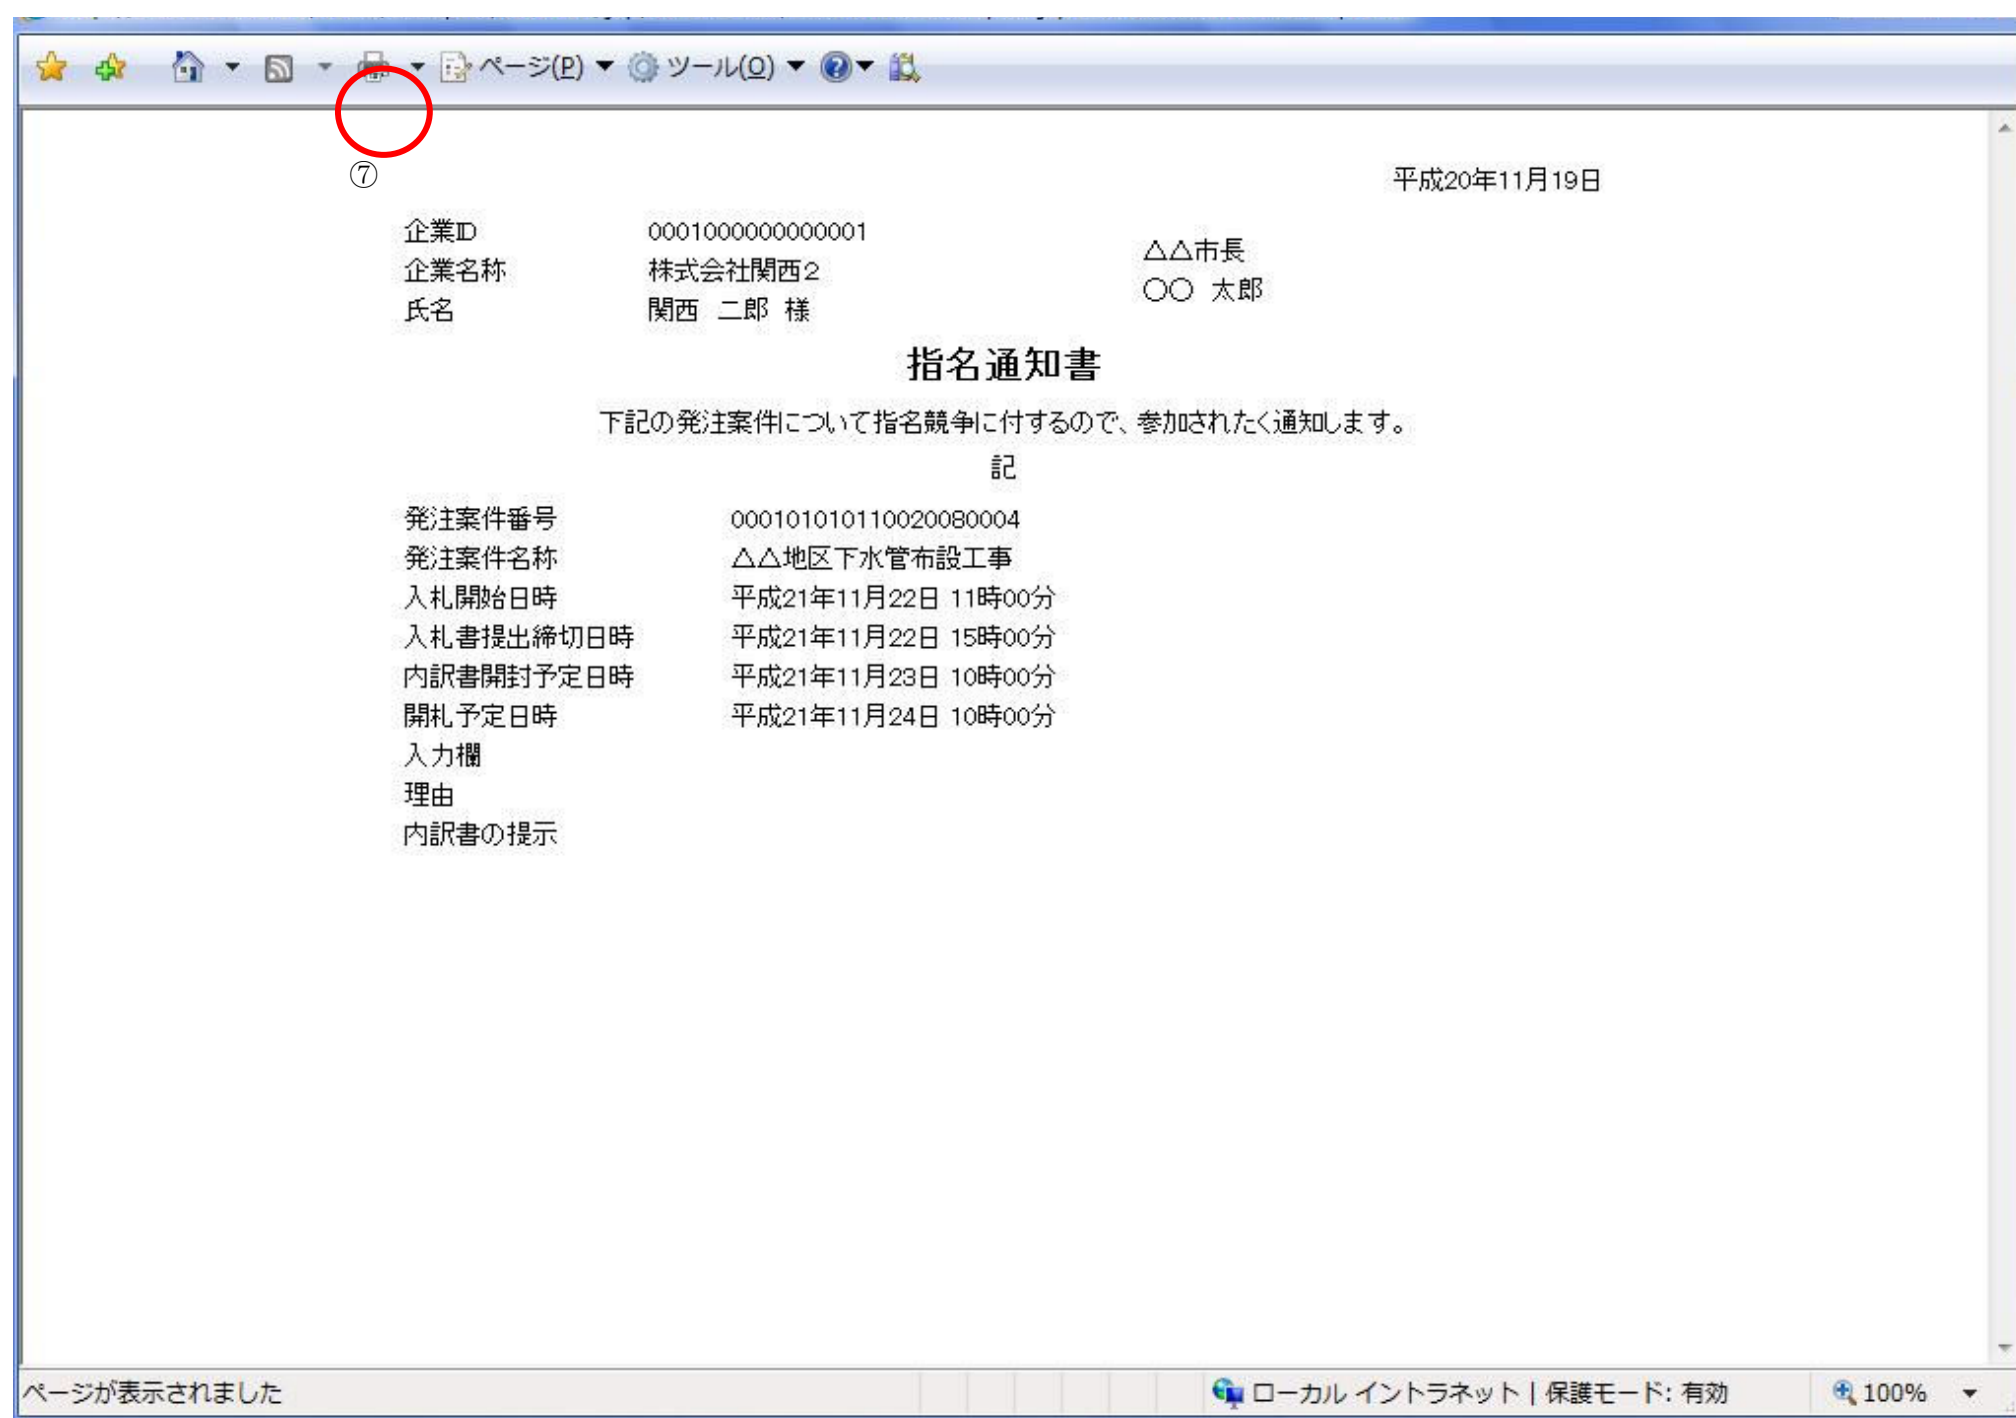 ページ(P) ツール(O)
⑦
平成20年11月19日
企業ID 0001000000000001
企業名称 株式会社関西2
氏名 関西 二郎 様
△△市長
〇〇 太郎
指名通知書
下記の発注案件について指名競争に付するので、参加されたく通知します。
記
発注案件番号 000101010110020080004
発注案件名称 △△地区下水管布設工事
入札開始日時 平成21年11月22日 11時00分
入札書提出締切日時 平成21年11月22日 15時00分
内訳書開封予定日時 平成21年11月23日 10時00分
開札予定日時 平成21年11月24日 10時00分
入力欄
理由
内訳書の提示
ページが表示されました ローカル イントラネット | 保護モード: 有効 100%